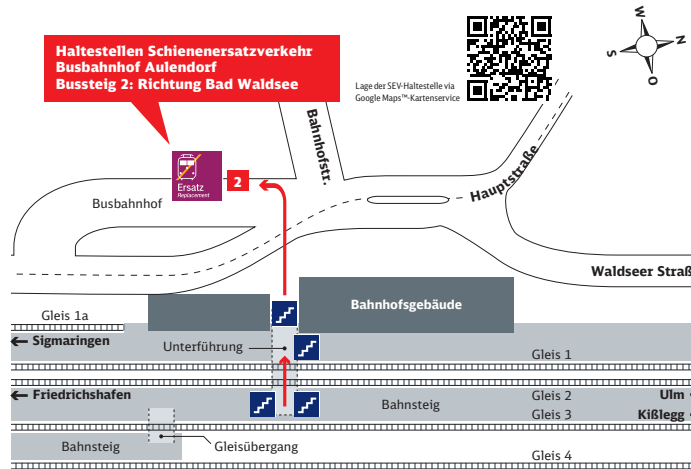 Haltestellen Schienenersatzverkehr
Busbahnhof Aulendorf
Bussteig 2: Richtung Bad Waldsee
Lage der SEV-Haltestelle via
Google Maps™-Kartenservice
W
N
S
O
Bahnhofstr.
Hauptstraße
Ersatz
Replacement
2
Busbahnhof
Waldseer Straß
Bahnhofsgebäude
Gleis 1a
← Sigmaringen
Unterführung
Gleis 1
← Friedrichshafen
Gleis 2
Ulm
Bahnsteig
Gleis 3
Kißlegg
Bahnsteig
Gleisübergang
Gleis 4